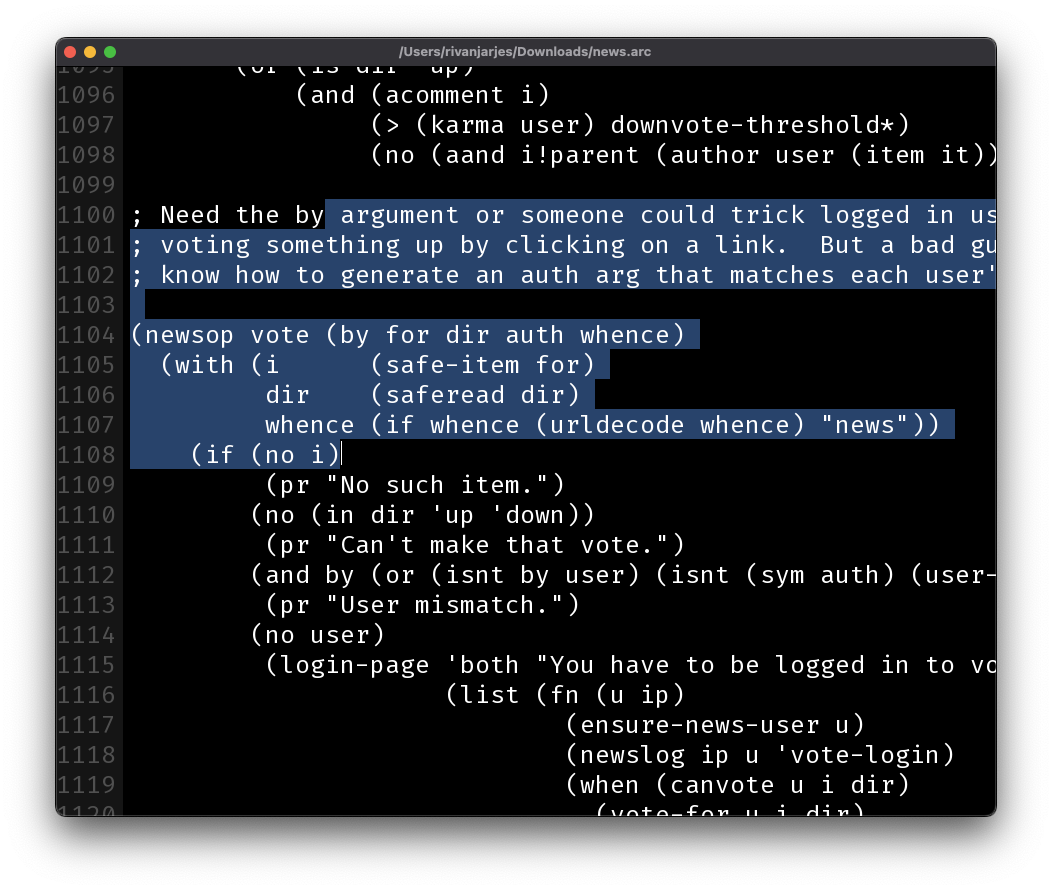 /Users/rivanjarjes/Downloads/news.arc
1095 (or (is dir 'up)
1096 (and (acomment i)
1097 (> (karma user) downvote-threshold*)
1098 (no (aand i!parent (author user (item it))
1099
1100 ; Need the by argument or someone could trick logged in us
1101 ; voting something up by clicking on a link.  But a bad gu
1102 ; know how to generate an auth arg that matches each user'
1103
1104 (newsop vote (by for dir auth whence)
1105 (with (i      (safe-item for)
1106 dir    (saferead dir)
1107 whence (if whence (urldecode whence) "news"))
1108 (if (no i)
1109 (pr "No such item.")
1110 (no (in dir 'up 'down))
1111 (pr "Can't make that vote.")
1112 (and by (or (isnt by user) (isnt (sym auth) (user-
1113 (pr "User mismatch.")
1114 (no user)
1115 (login-page 'both "You have to be logged in to vo
1116 (list (fn (u ip)
1117 (ensure-news-user u)
1118 (newslog ip u 'vote-login)
1119 (when (canvote u i dir)
1120 (vote-for u i dir)